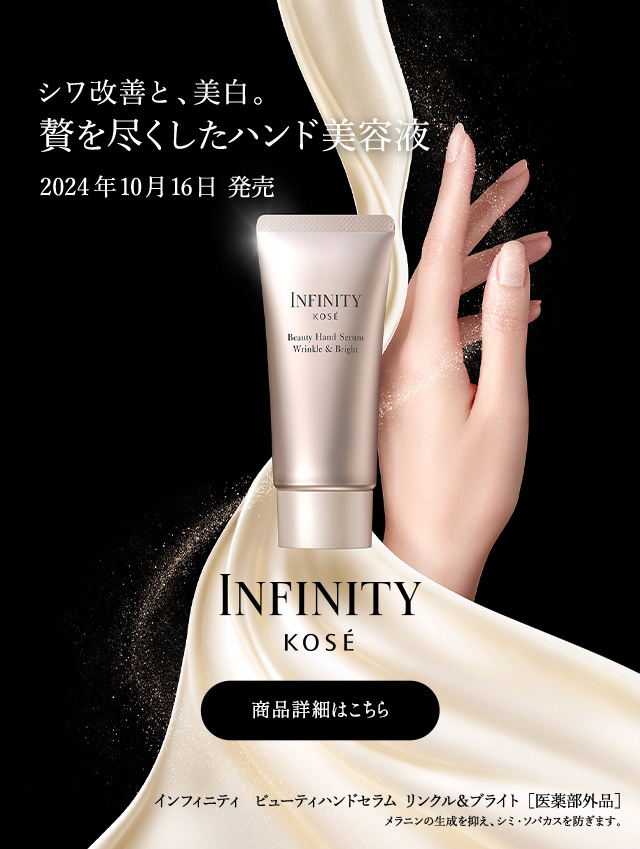 シワ改善と、美白。
贅を尽くしたハンド美容液
2024年10月16日 発売
INFINITY
KOSÉ
Beauty Hand Serum
Wrinkle & Bright
INFINITY
KOSÉ
商品詳細はこちら
インフィニティ ビューティハンドセラム リンクル&ブライト [医薬部外品]
メラニンの生成を抑え、シミ・ソバカスを防ぎます。